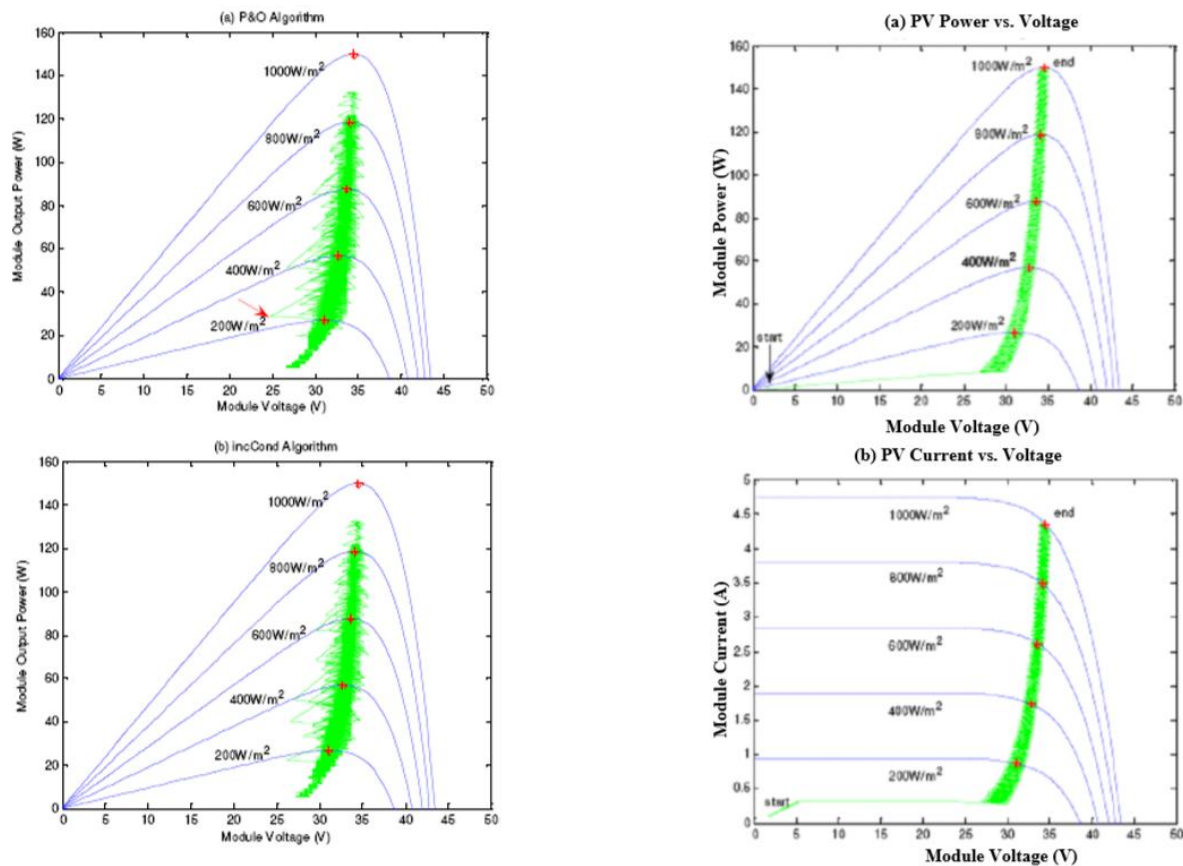 (a) P&O Algorithm
Module Output Power (W)
160
140
120
100
80
60
40
20
0
1000W/m²
800W/m²
600W/m²
400W/m²
200W/m²
0 5 10 15 20 25 30 35 40 45 50
Module Voltage (V)
(b) incCond Algorithm
Module Output Power (W)
160
140
120
100
80
60
40
20
0
1000W/m²
800W/m²
600W/m²
400W/m²
200W/m²
0 5 10 15 20 25 30 35 40 45 50
Module Voltage (V)
(a) PV Power vs. Voltage
Module Power (W)
160
140
120
100
80
60
40
20
0
1000W/m²
end
800W/m²
600W/m²
400W/m²
200W/m²
start
0 5 10 15 20 25 30 35 40 45 50
Module Voltage (V)
(b) PV Current vs. Voltage
Module Current (A)
5
4.5
4
3.5
3
2.5
2
1.5
1
0.5
0
1000W/m²
end
800W/m²
600W/m²
400W/m²
200W/m²
start
0 5 10 15 20 25 30 35 40 45 50
Module Voltage (V)